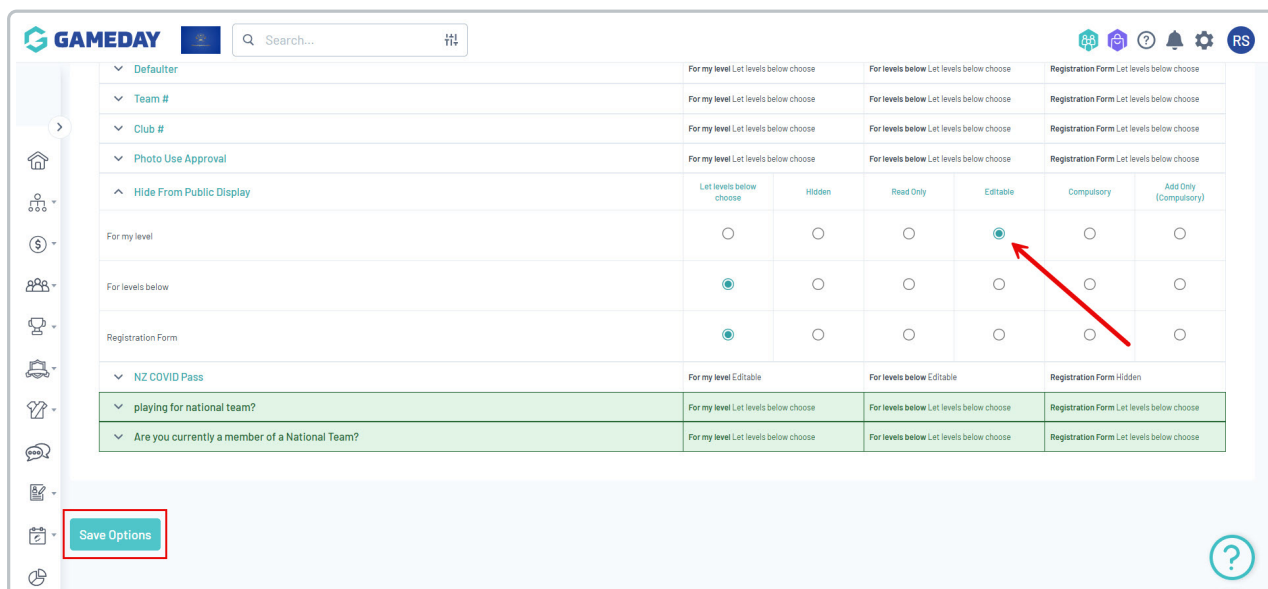 GAMEDAY
Search...
RS
Defaulter For my level Let levels below choose For levels below Let levels below choose Registration Form Let levels below choose
Team # For my level Let levels below choose For levels below Let levels below choose Registration Form Let levels below choose
Club # For my level Let levels below choose For levels below Let levels below choose Registration Form Let levels below choose
Photo Use Approval For my level Let levels below choose For levels below Let levels below choose Registration Form Let levels below choose
Hide From Public Display Let levels below choose Hidden Read Only Editable Compulsory Add Only (Compulsory)
For my level
For levels below
Registration Form
NZ COVID Pass For my level Editable For levels below Editable Registration Form Hidden
playing for national team? For my level Let levels below choose For levels below Let levels below choose Registration Form Let levels below choose
Are you currently a member of a National Team? For my level Let levels below choose For levels below Let levels below choose Registration Form Let levels below choose
Save Options